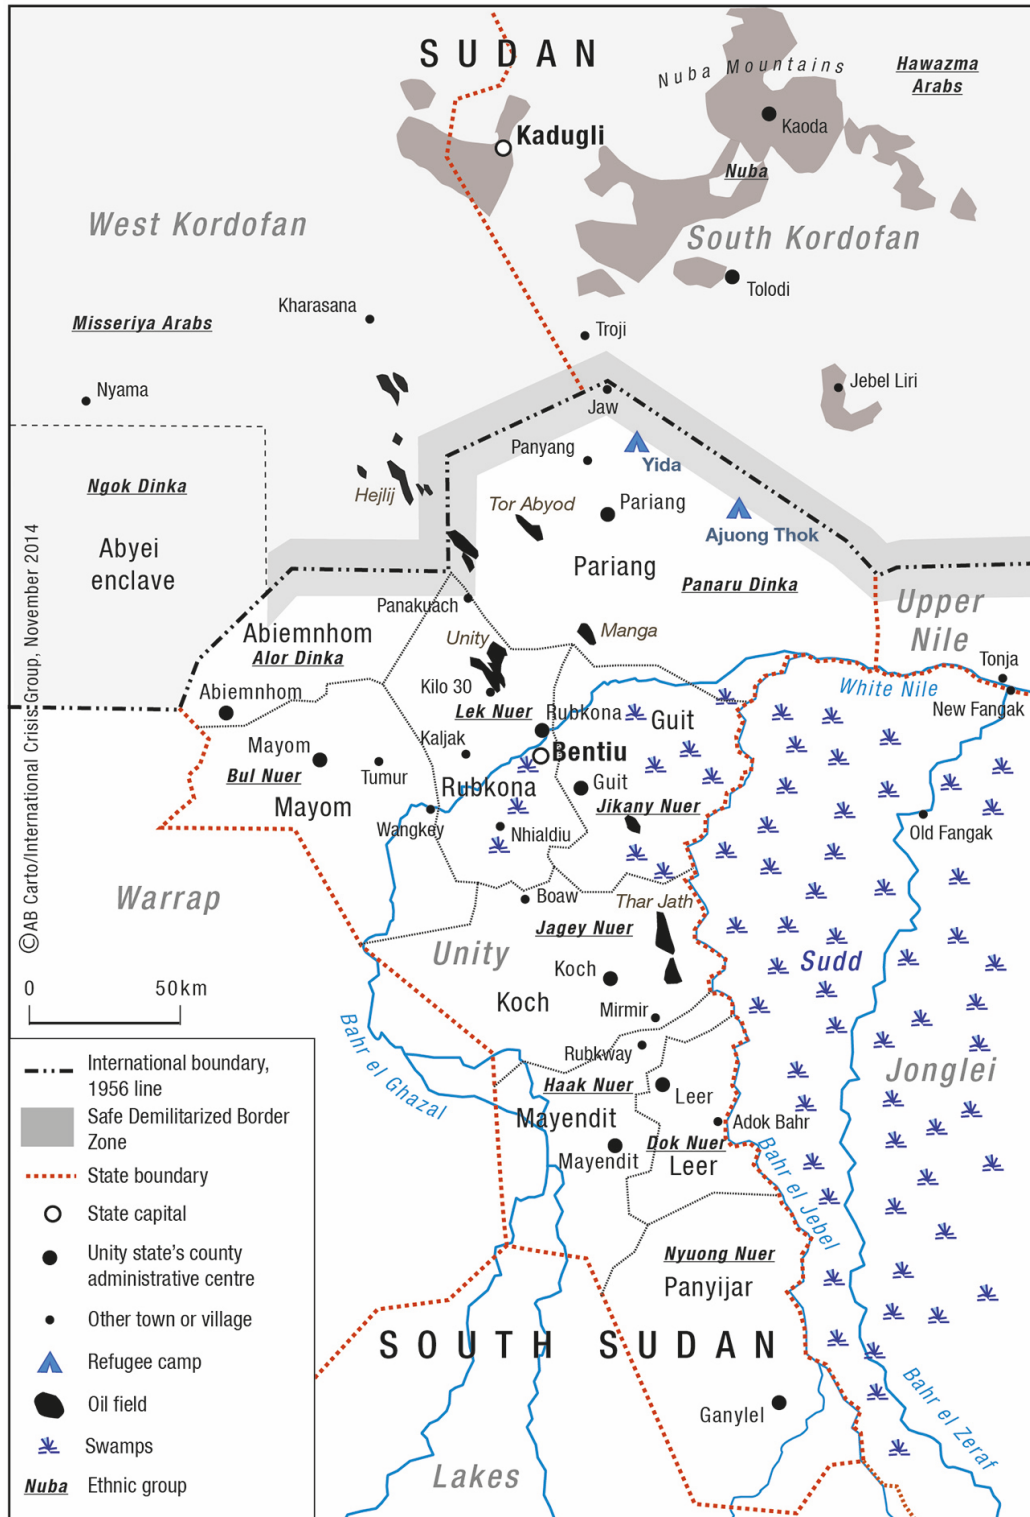 SUDAN
Nuba Mountains
Hawazma
Arabs
Kadugli
Kaoda
Nuba
West Kordofan
South Kordofan
Tolodi
Kharasana
Misseriya Arabs
Troji
Nyama
Jebel Liri
Jaw
Panyang
Yida
Ngok Dinka
Hejlij
Tor Abyod
Pariang
Ajuong Thok
Abyei
enclave
Pariang
Panaru Dinka
Panakuach
Upper
Nile
Abiemnhom
Alor Dinka
Unity
Manga
Tonja
Abiemnhom
Kilo 30
White Nile
New Fangak
Lek Nuer
Rubkona
Guit
Mayom
Kaljak
Bentiu
Bul Nuer
Tumur
Rubkona
Guit
Mayom
Jikany Nuer
Wangkey
Nhialdiu
Old Fangak
Warrap
Boaw
Thar Jath
Jagey Nuer
Unity
Sudd
Koch
Koch
Mirmir
Bahr el Ghazal
Rubkway
Jonglei
Haak Nuer
Leer
Mayendit
Adok Bahr
Dok Nuer
Mayendit
Leer
Bahr el Jebel
Nyuong Nuer
Panyijar
SOUTH SUDAN
Ganylel
Bahr el Zeraf
Lakes
©AB Carto/International Crisis Group, November 2014
0 50 km
International boundary,
1956 line
Safe Demilitarized Border
Zone
State boundary
State capital
Unity state's county
administrative centre
Other town or village
Refugee camp
Oil field
Swamps
Nuba Ethnic group